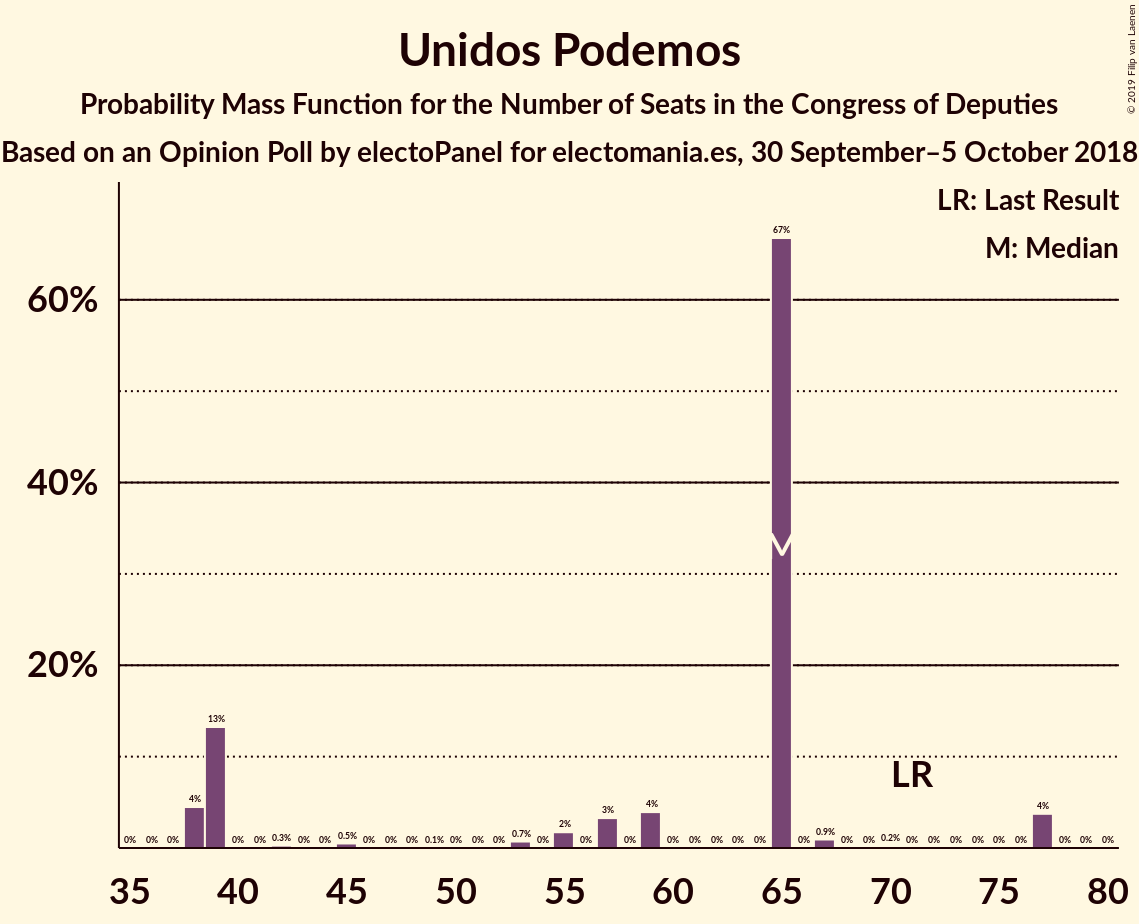 Unidos Podemos
Probability Mass Function for the Number of Seats in the Congress of Deputies
Based on an Opinion Poll by electoPanel for electomania.es, 30 September–5 October 2018
© 2019 Filip van Laenen
LR: Last Result
M: Median
60%
40%
20%
0% 0% 0% 4% 13% 0% 0% 0.3% 0% 0% 0.5% 0% 0% 0% 0.1% 0% 0% 0% 0.7% 0% 2% 0% 3% 0% 4% 0% 0% 0% 0% 0% 67% 0% 0.9% 0% 0% 0.2% 0% 0% 0% 0% 0% 0% 4% 0% 0% 0%
LR
35 40 45 50 55 60 65 70 75 80